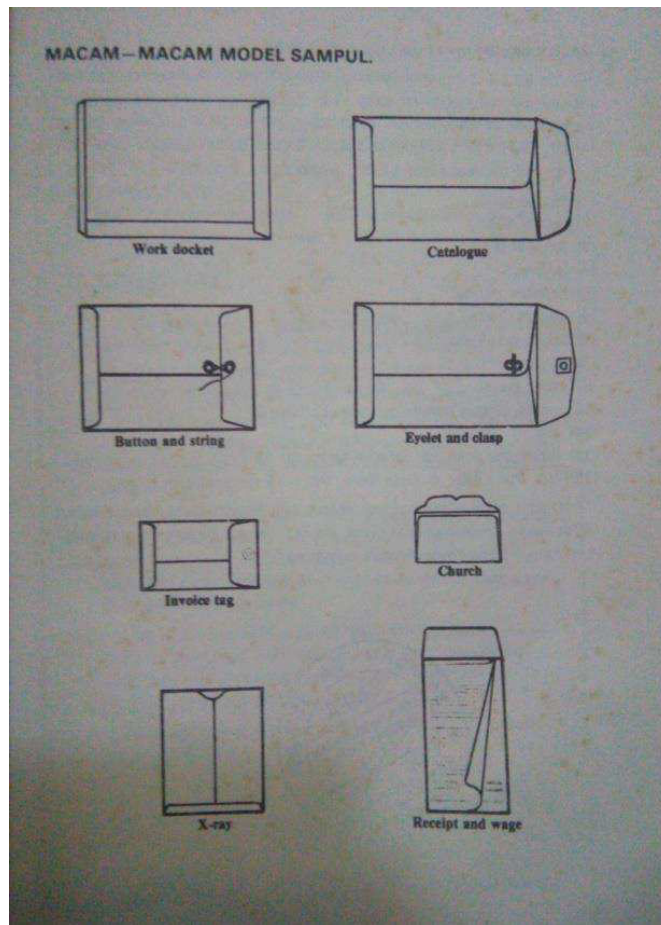 MACAM-MACAM MODEL SAMPUL.
Work docket
Catalogue
Button and string
Eyelet and clasp
Invoice tag
Church
X-ray
Receipt and wage